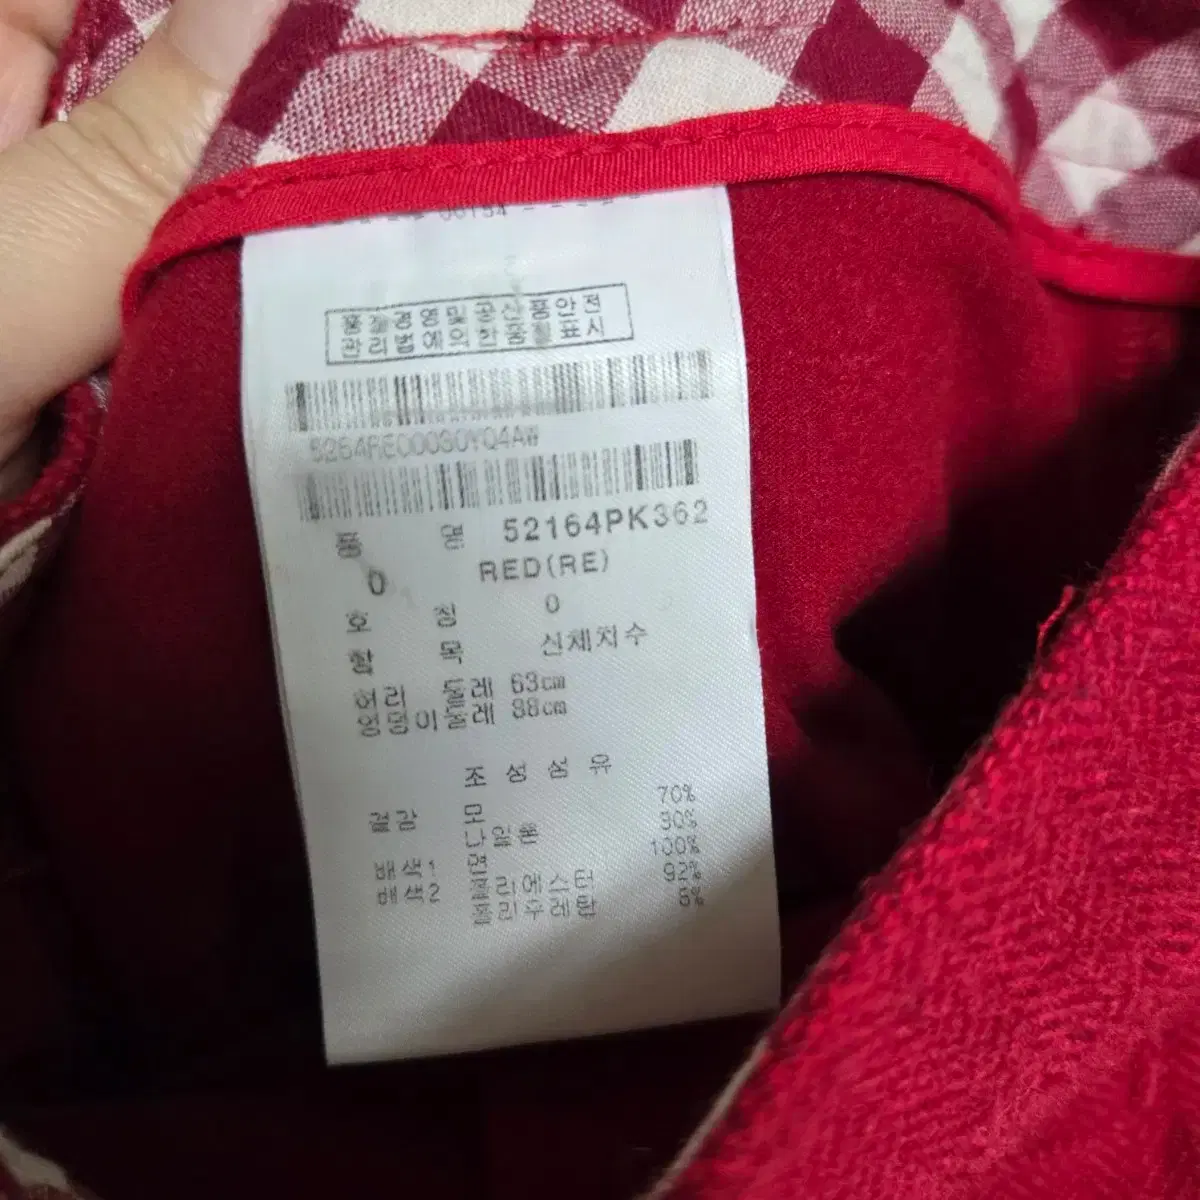 품질경영및공산품안전
관리법에의한품질표시
5264RE00030YQ4AW
품 명 52164PK362
0 RED(RE)
호 칭 0
항 목 신체치수
허리 둘레 63cm
엉덩이둘레 88cm
조 성 섬 유
겉감 모 70%
나일론 30%
배색1 면 100%
배색2 폴리에스터 92%
폴리우레탄